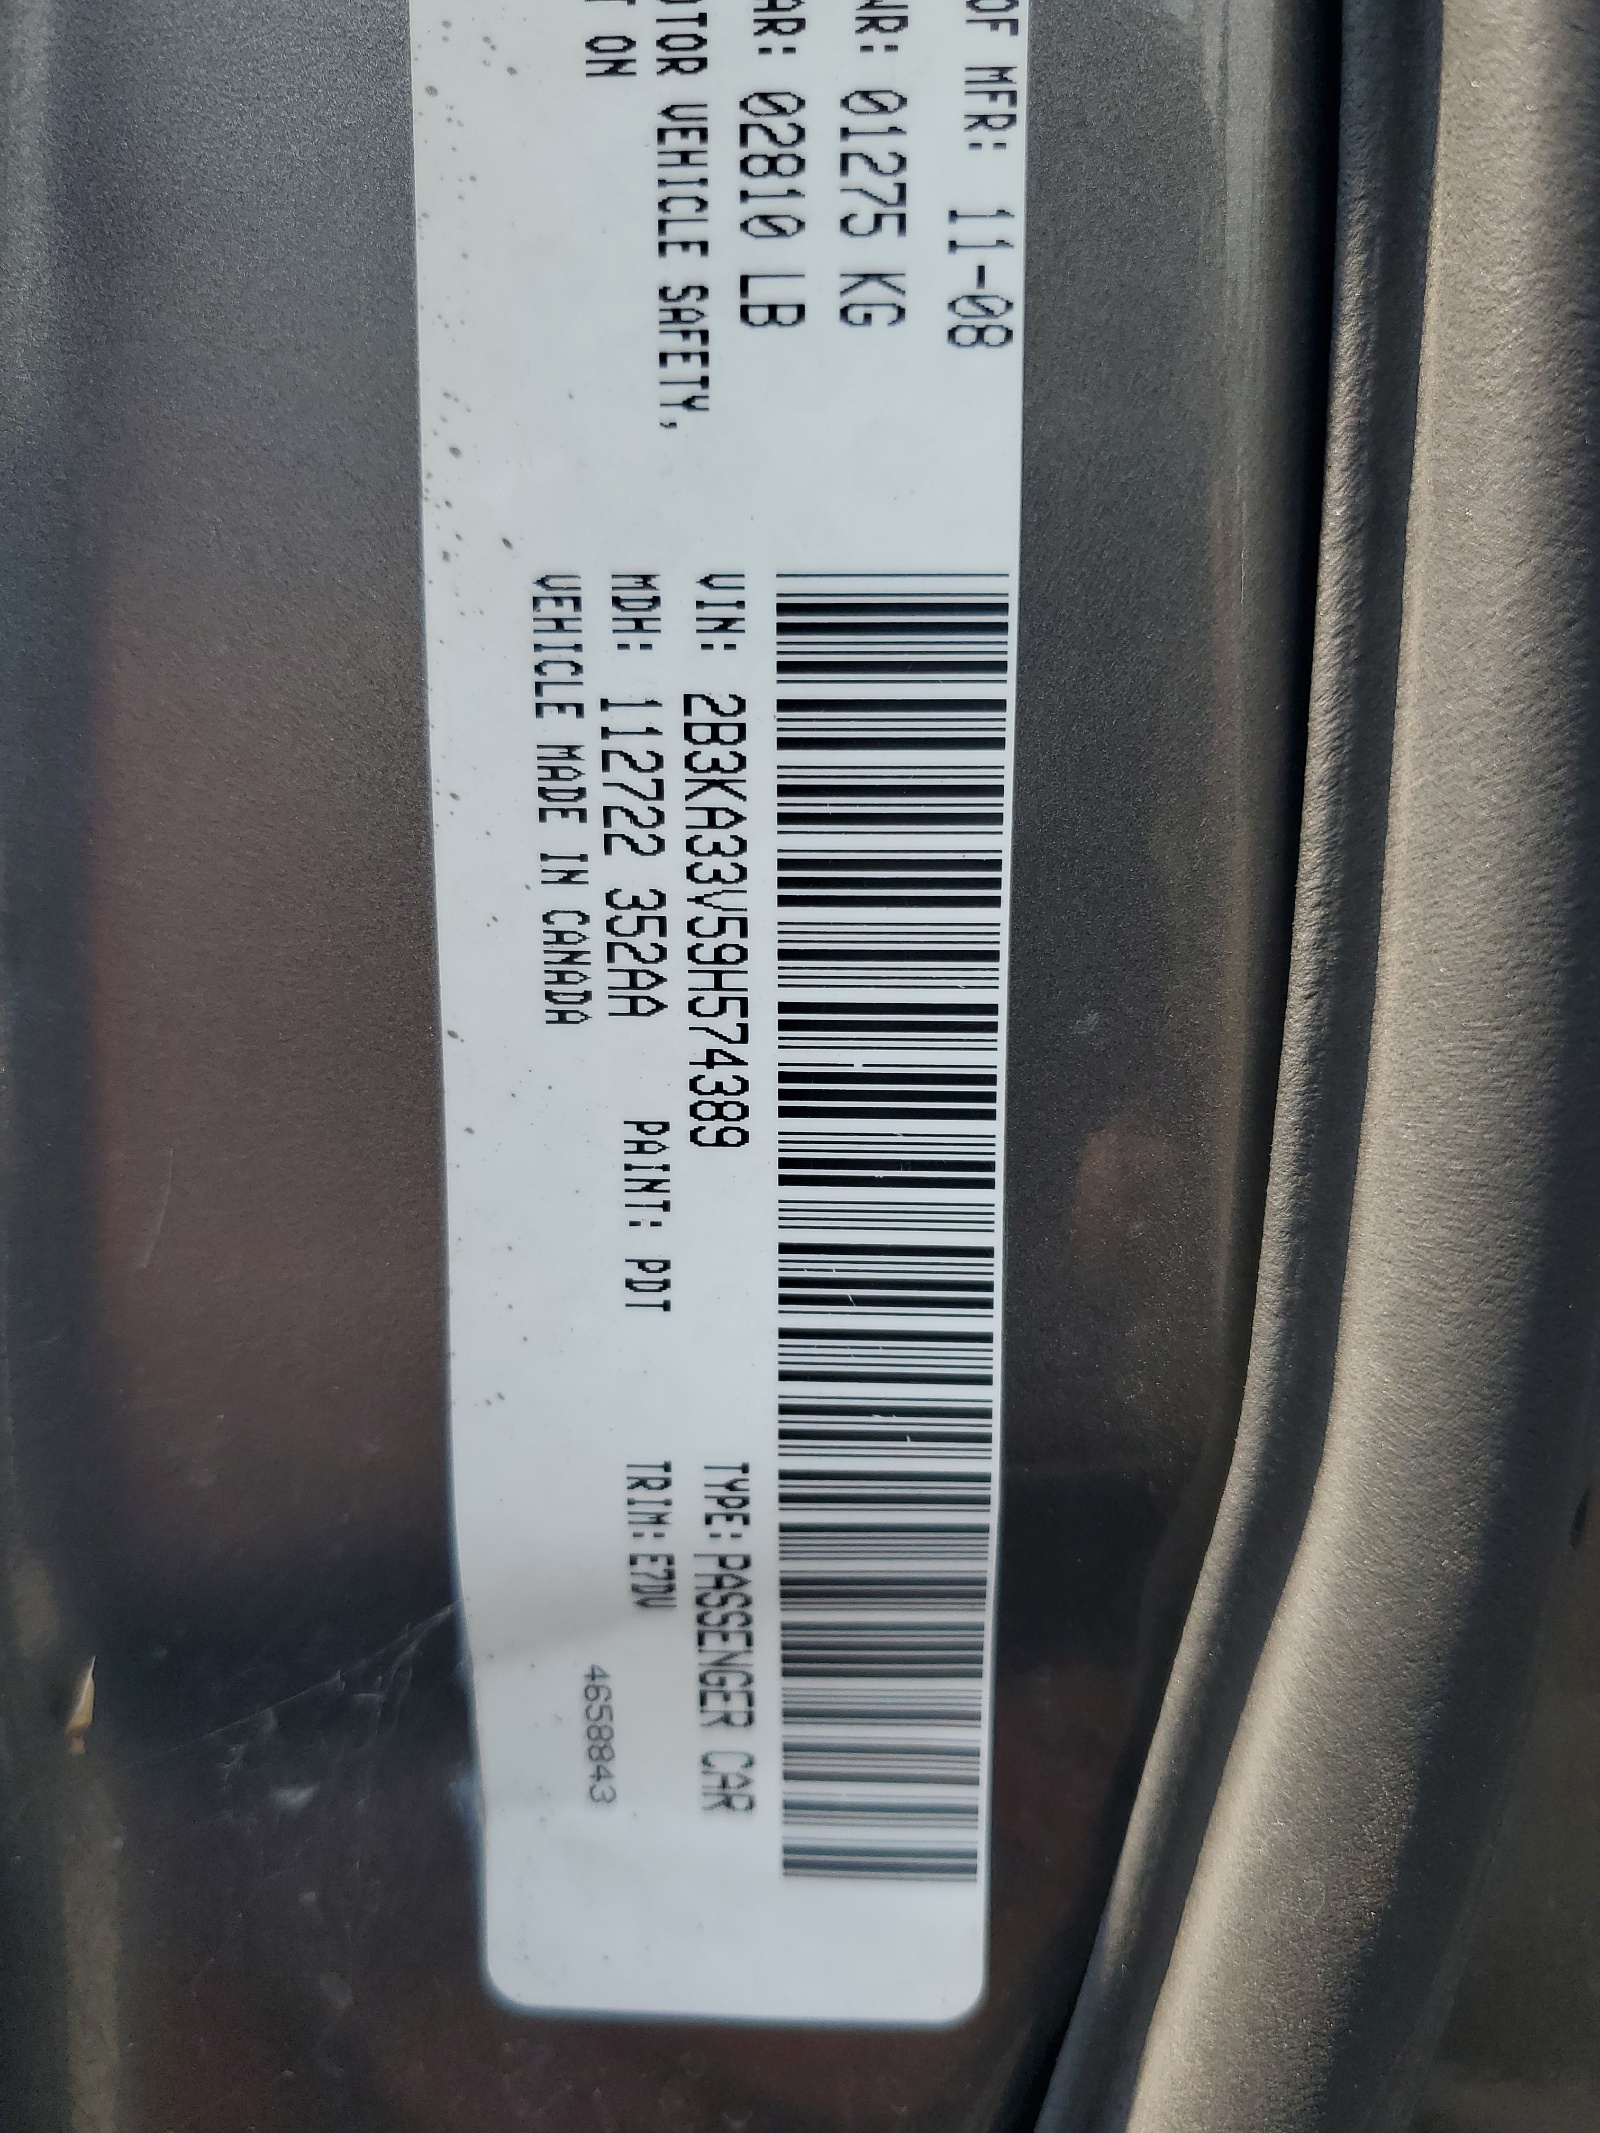 OF MFR: 11-08
WR: 01275 KG
AR: 02810 LB
OTOR VEHICLE SAFETY,
T ON
VIN: 2B3KA33V59H574389 TYPE: PASSENGER CAR
MDH: 112722 352AA PAINT: PDT TRIM: E7DV
VEHICLE MADE IN CANADA
4658843